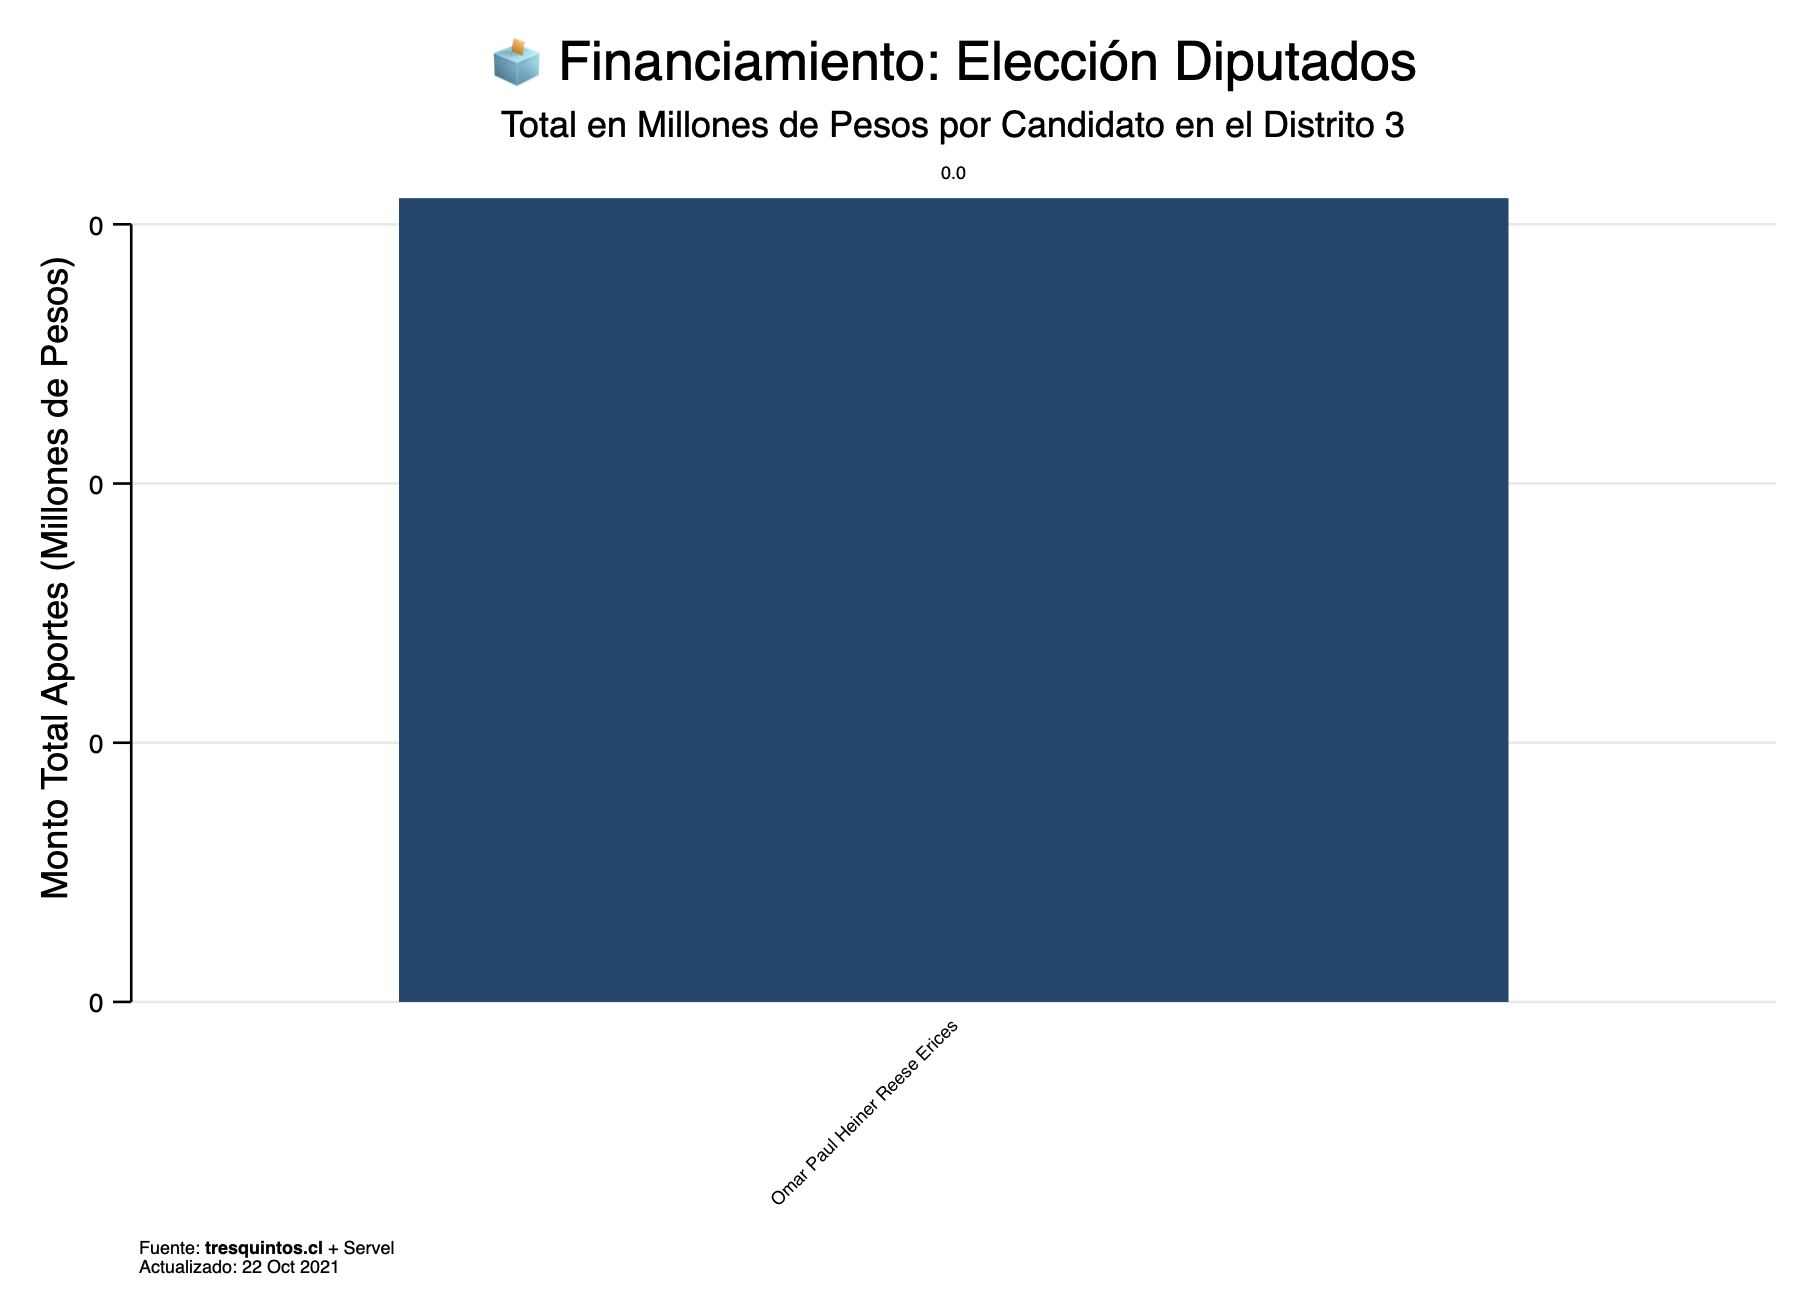 🗳️ Financiamiento: Elección Diputados
Total en Millones de Pesos por Candidato en el Distrito 3
0.0
Monto Total Aportes (Millones de Pesos)
0
0
0
0
Omar Paul Heiner Reese Erices
Fuente: tresquintos.cl + Servel
Actualizado: 22 Oct 2021